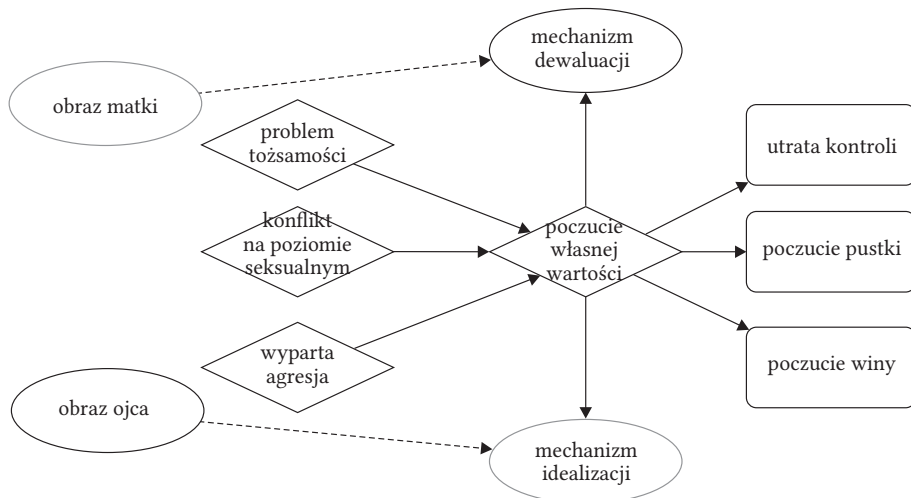 mechanizm
dewaluacji
obraz matki
problem
tożsamości
utrata kontroli
konflikt
na poziomie
seksualnym
poczucie
własnej
wartości
poczucie pustki
wyparta
agresja
poczucie winy
obraz ojca
mechanizm
idealizacji